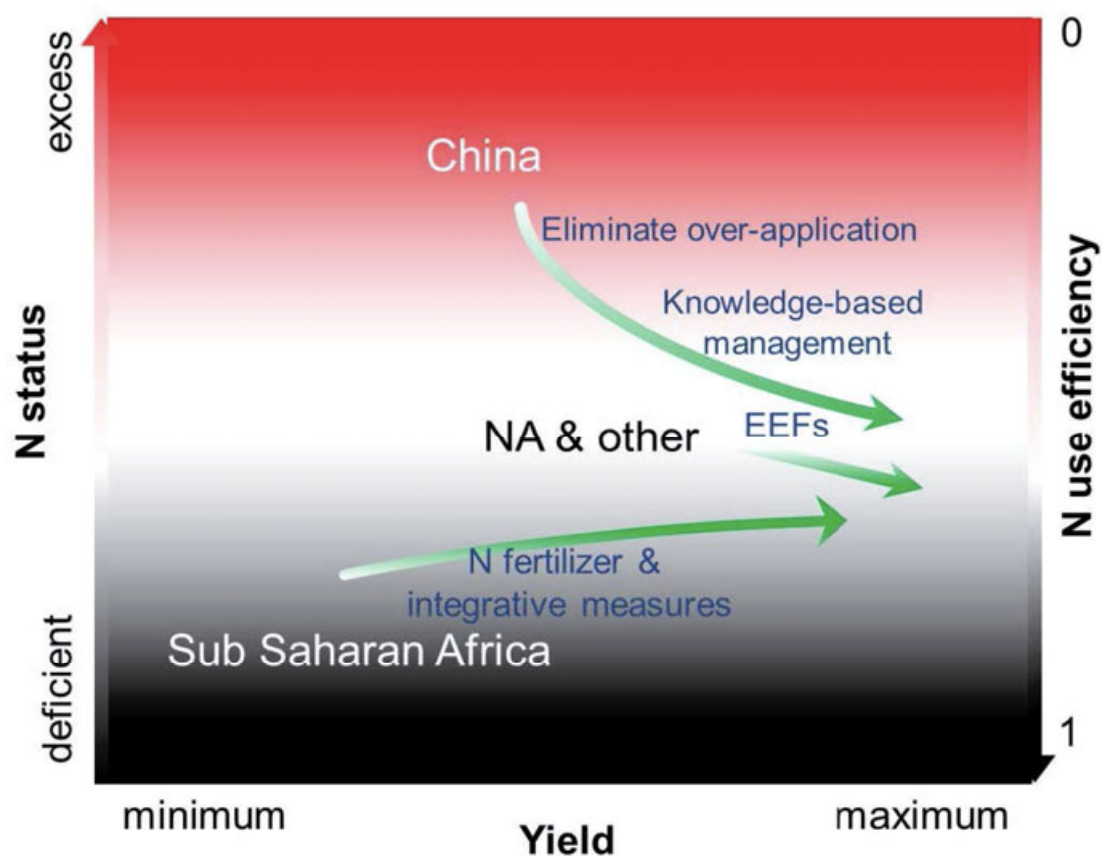 excess
0
China
Eliminate over-application
Knowledge-based
management
N status
N use efficiency
NA & other
EEFs
N fertilizer &
integrative measures
Sub Saharan Africa
deficient
1
minimum
maximum
Yield